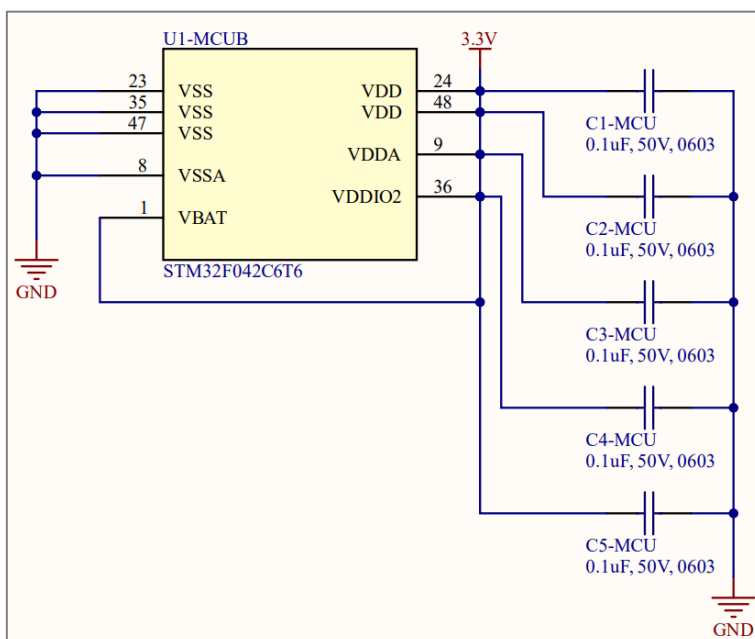 U1-MCUB
3.3V
23 VSS VDD 24
35 VSS VDD 48
47 VSS
VDDA 9
8 VSSA
VDDIO2 36
1 VBAT
STM32F042C6T6
GND
C1-MCU
0.1uF, 50V, 0603
C2-MCU
0.1uF, 50V, 0603
C3-MCU
0.1uF, 50V, 0603
C4-MCU
0.1uF, 50V, 0603
C5-MCU
0.1uF, 50V, 0603
GND